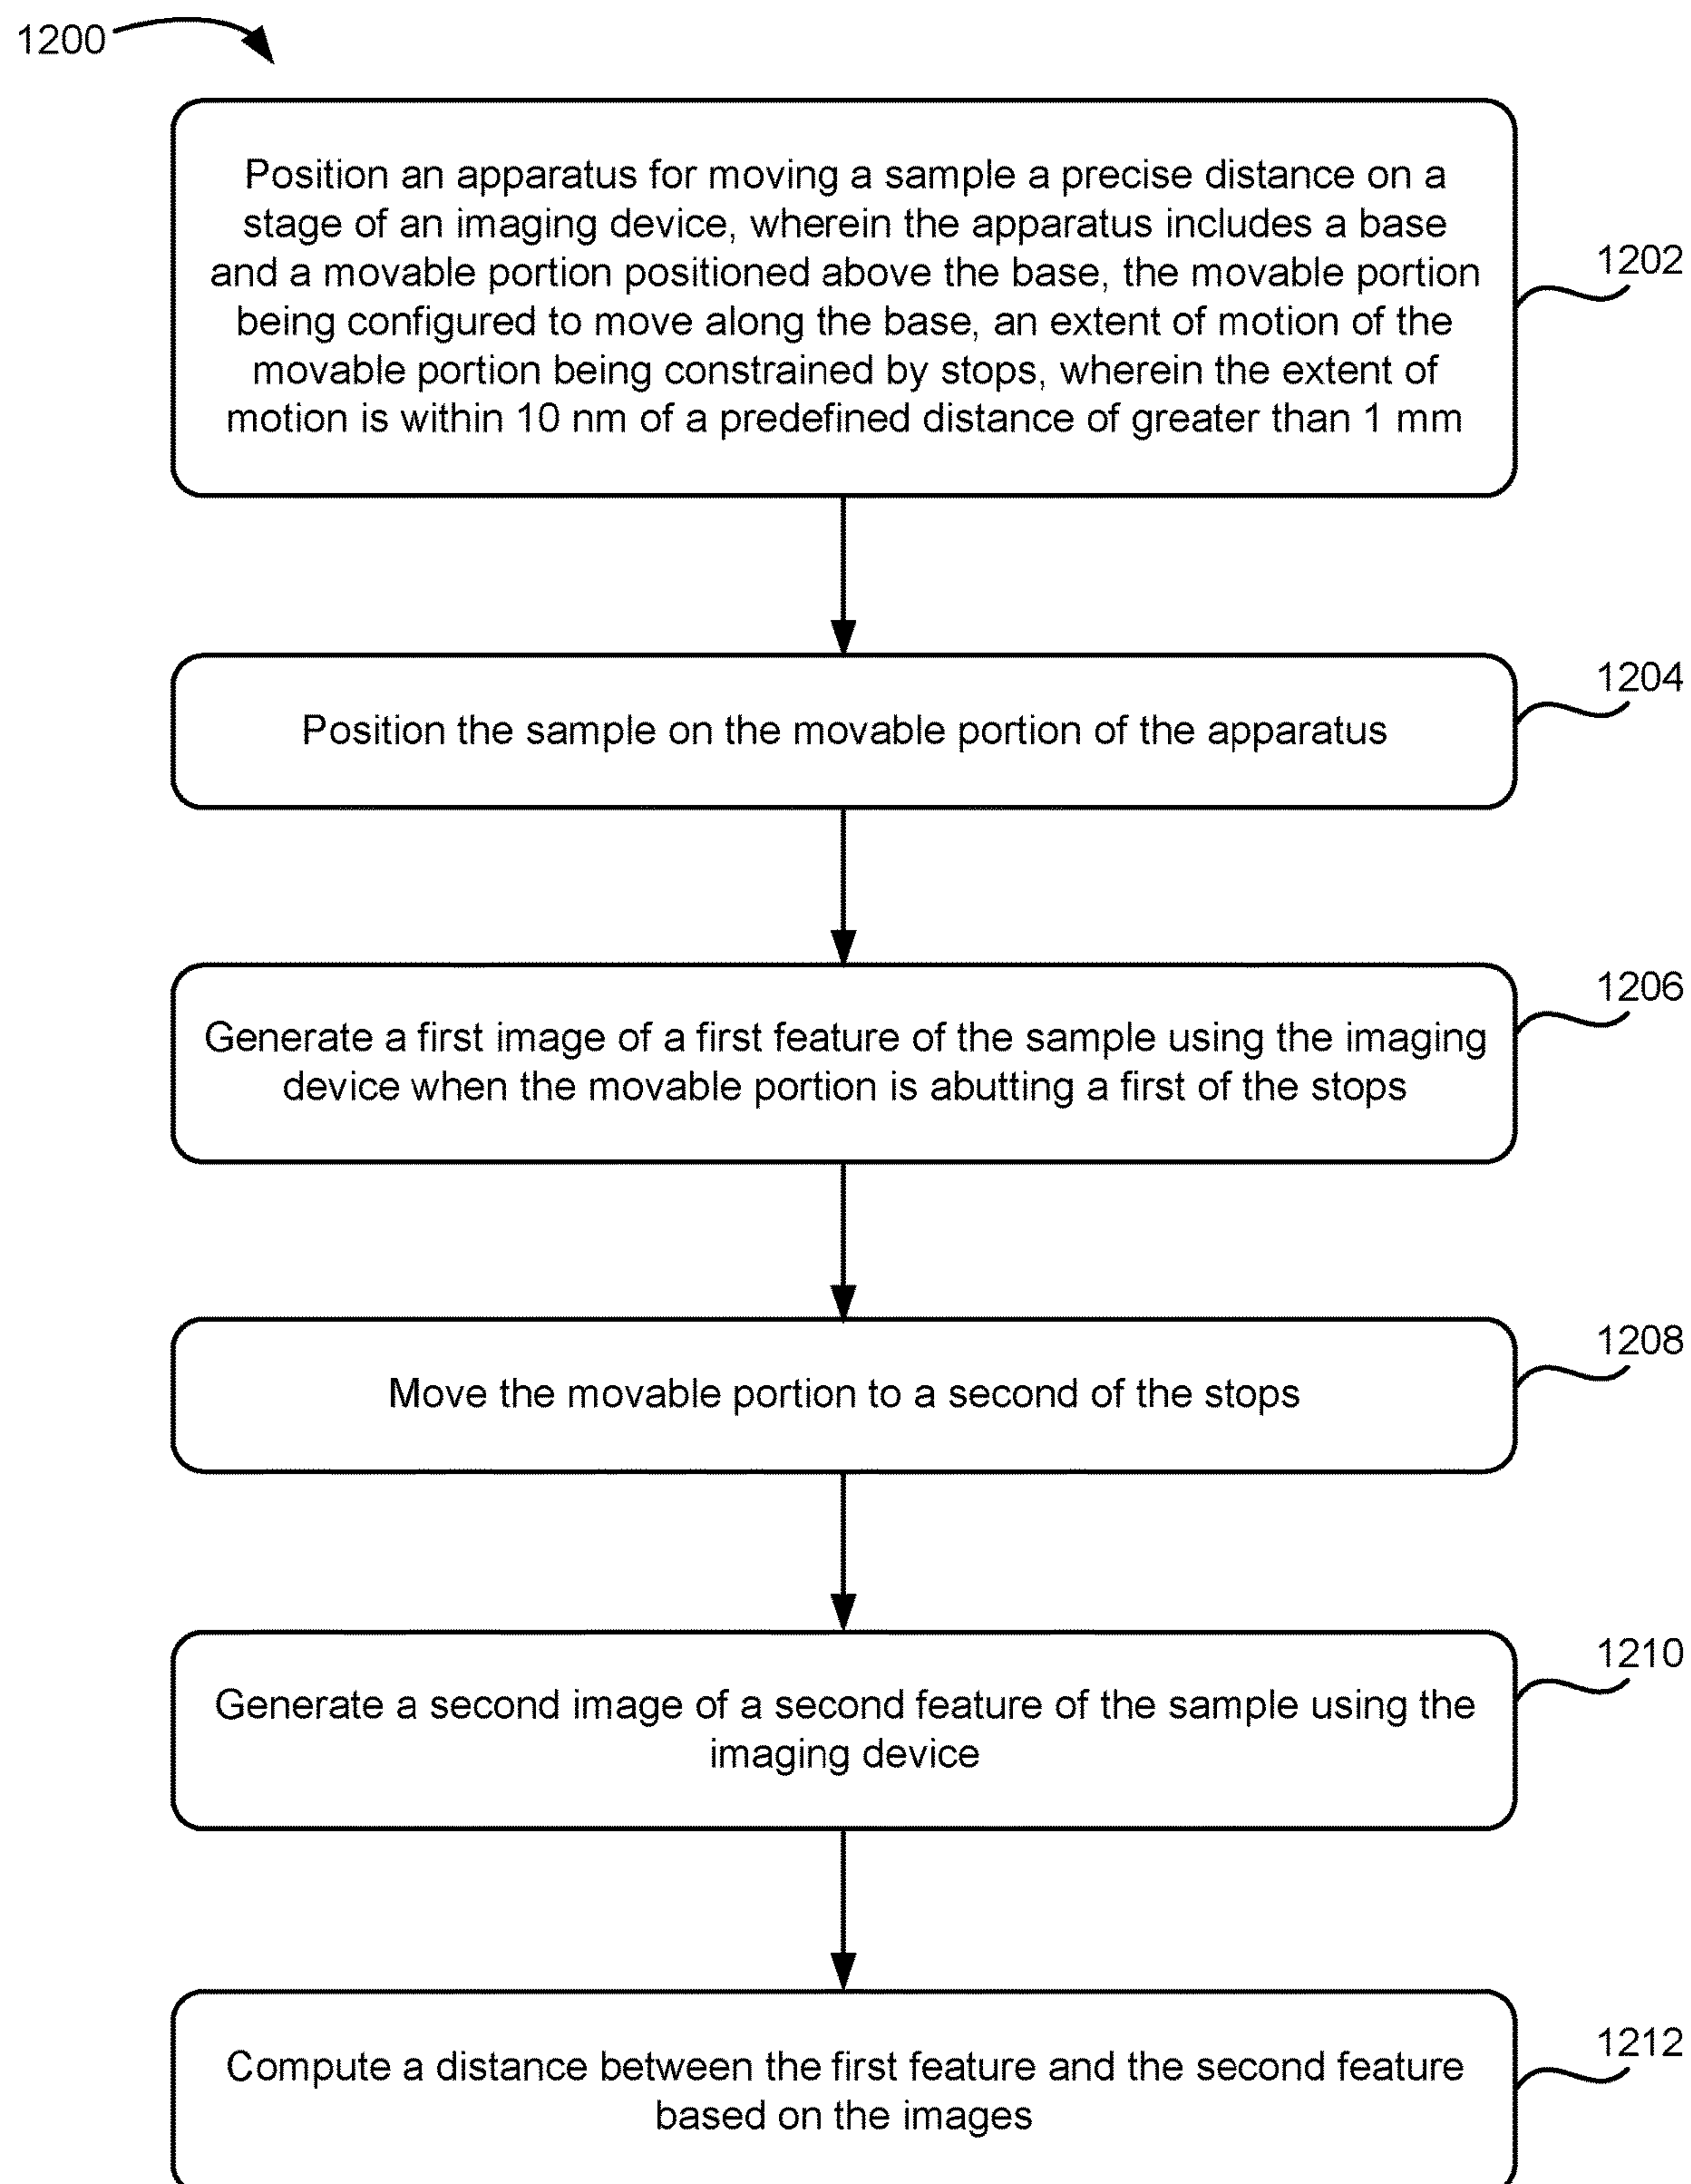 1200
Position an apparatus for moving a sample a precise distance on a
stage of an imaging device, wherein the apparatus includes a base
and a movable portion positioned above the base, the movable portion
being configured to move along the base, an extent of motion of the
movable portion being constrained by stops, wherein the extent of
motion is within 10 nm of a predefined distance of greater than 1 mm
1202
Position the sample on the movable portion of the apparatus
1204
Generate a first image of a first feature of the sample using the imaging
device when the movable portion is abutting a first of the stops
1206
Move the movable portion to a second of the stops
1208
Generate a second image of a second feature of the sample using the
imaging device
1210
Compute a distance between the first feature and the second feature
based on the images
1212